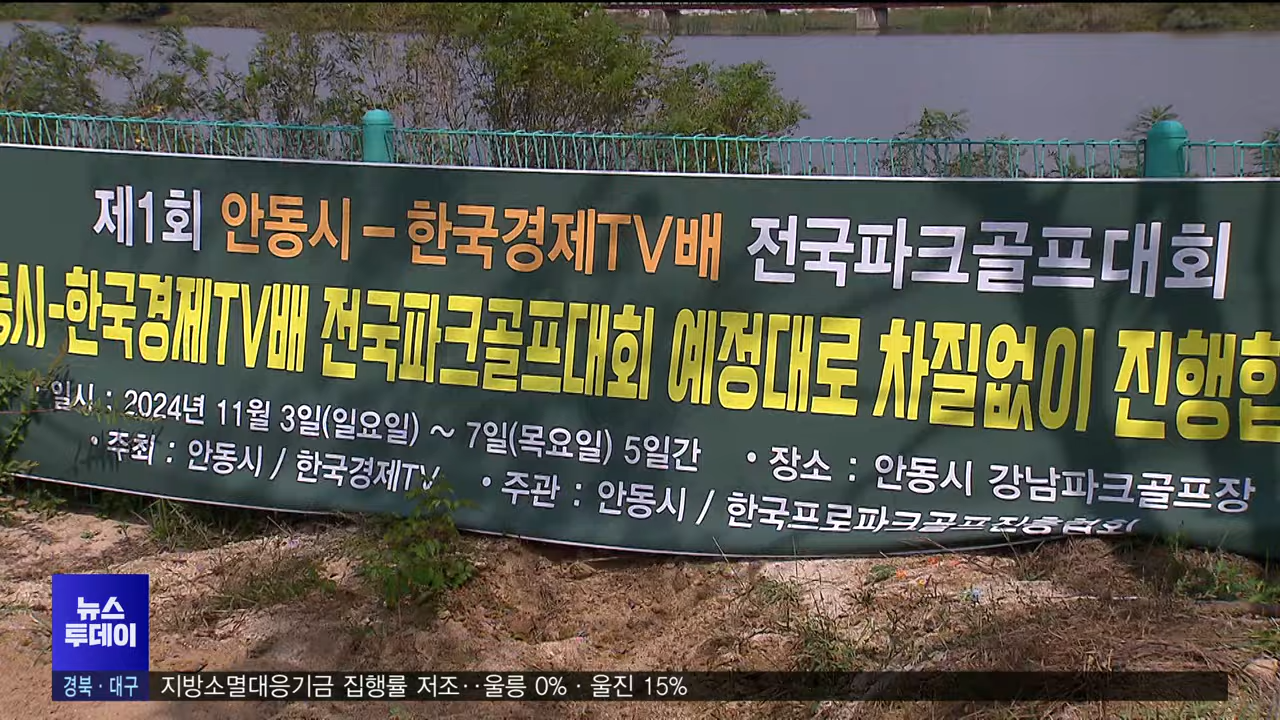 제1회 안동시 - 한국경제TV배 전국파크골프대회
동시-한국경제TV배 전국파크골프대회 예정대로 차질없이 진행합
일시 : 2024년 11월 3일(일요일) ~ 7일(목요일) 5일간 • 장소 : 안동시 강남파크골프장
• 주최 : 안동시 / 한국경제TV • 주관 : 안동시 / 한국프로파크골프진흥협회
뉴스
투데이
경북·대구 지방소멸대응기금 집행률 저조‥울릉 0%·울진 15%